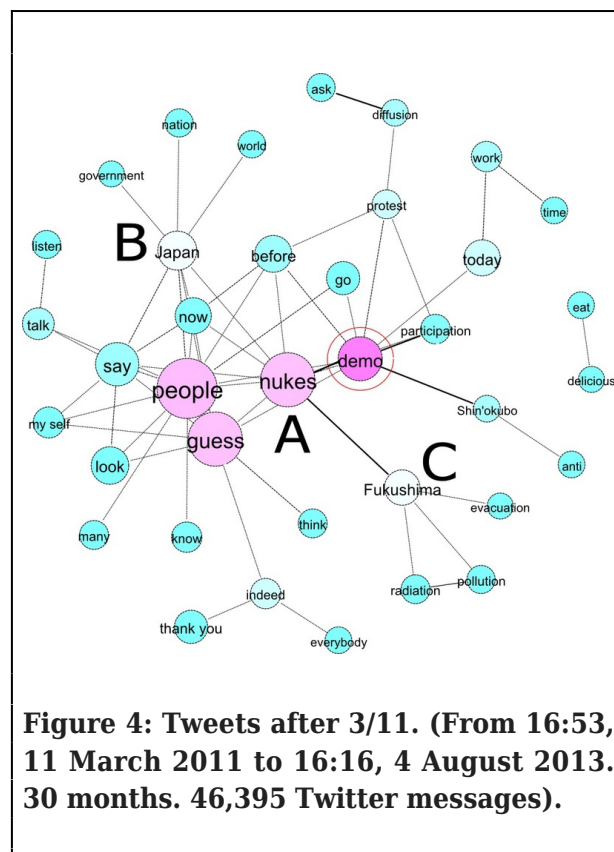 ask
diffusion
nation
world
work
government
protest
time
B
Japan
before
today
listen
go
eat
talk
now
participation
say
demo
people
nukes
delicious
Shin'okubo
my self
guess
A
C
look
anti
Fukushima
evacuation
many
know
think
radiation
pollution
indeed
thank you
everybody
Figure 4: Tweets after 3/11. (From 16:53,
11 March 2011 to 16:16, 4 August 2013.
30 months. 46,395 Twitter messages).